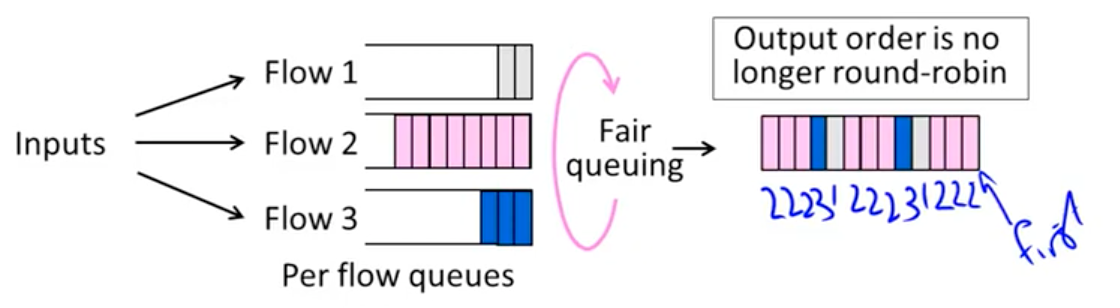 Inputs
Flow 1
Flow 2
Flow 3
Per flow queues
Fair
queuing
Output order is no
longer round-robin
2223122231222
first